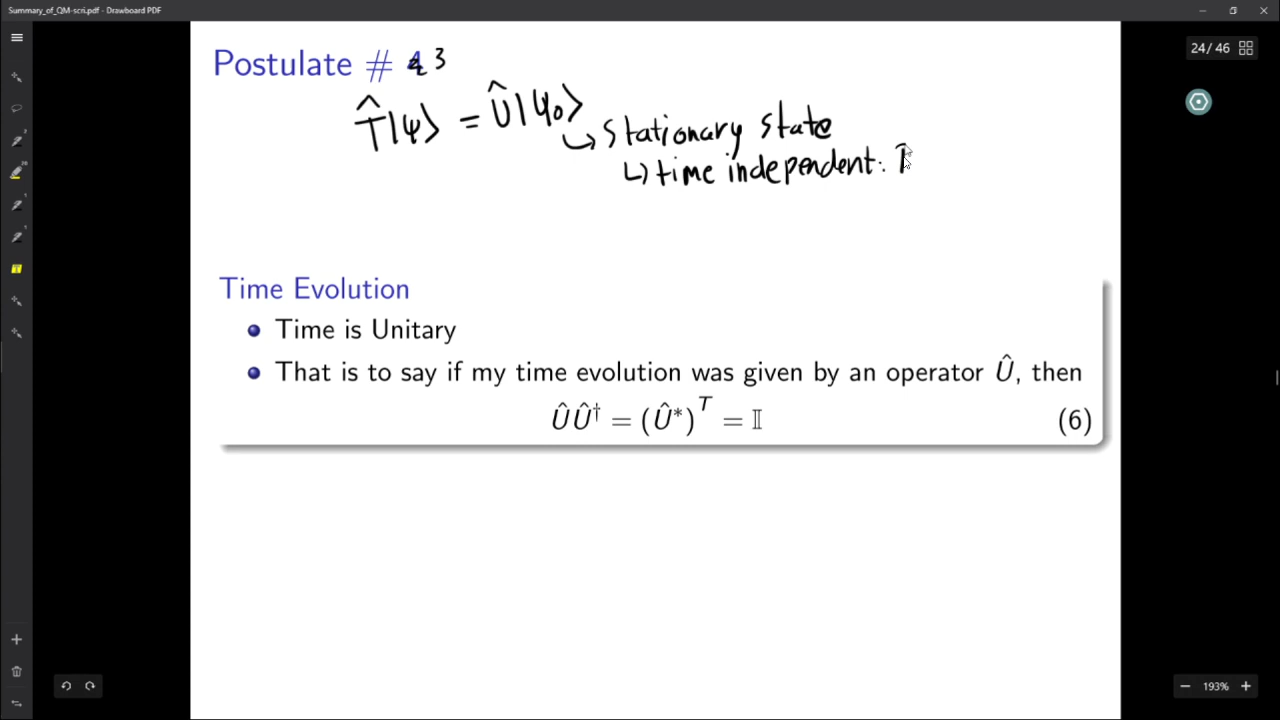 Summary_of_QM-scri.pdf - Drawboard PDF
24/46
Postulate # 4 3
T̂|ψ⟩ = Û|ψ₀⟩
↳ Stationary state
↳ time independent:
Time Evolution
Time is Unitary
That is to say if my time evolution was given by an operator Û, then
ÛÛ† = (Û*)ᵀ = 𝕀 (6)
193%